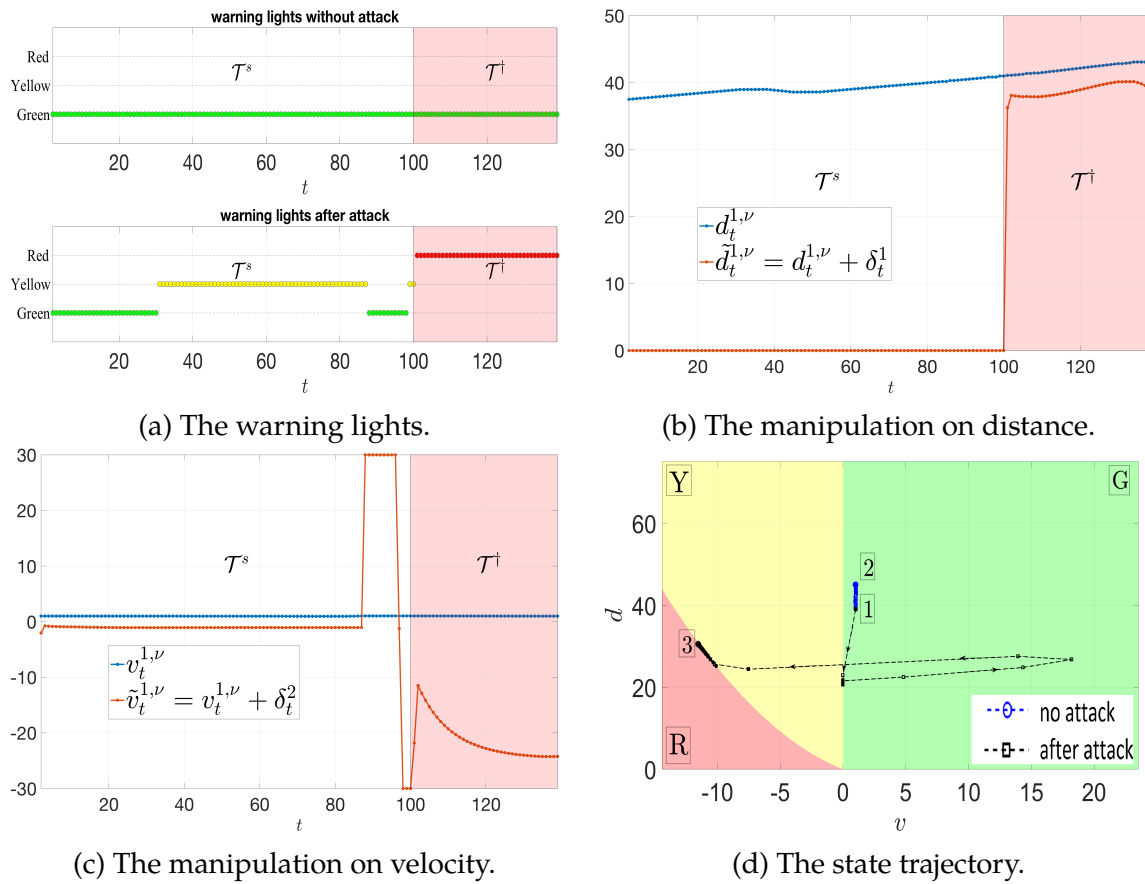 warning lights without attack
Red
Yellow
Green
𝒯ˢ
𝒯†
20 40 60 80 100 120
t
warning lights after attack
Red
Yellow
Green
𝒯ˢ
𝒯†
20 40 60 80 100 120
t
(a) The warning lights.
50
40
30
20
10
0
𝒯ˢ
𝒯†
d_t^{1,ν}
d̃_t^{1,ν} = d_t^{1,ν} + δ_t^1
20 40 60 80 100 120
t
(b) The manipulation on distance.
30
20
10
0
-10
-20
-30
𝒯ˢ
𝒯†
v_t^{1,ν}
ṽ_t^{1,ν} = v_t^{1,ν} + δ_t^2
20 40 60 80 100 120
t
(c) The manipulation on velocity.
Y
G
R
2
1
3
60
40
20
0
d
no attack
after attack
-10 -5 0 5 10 15 20
v
(d) The state trajectory.